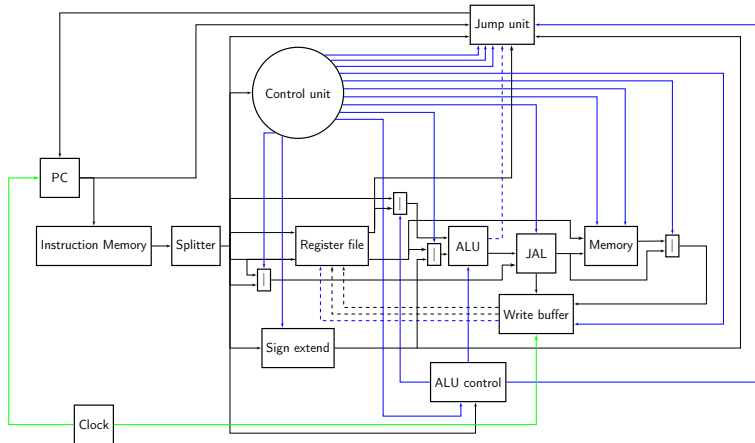 Jump unit
Control unit
PC
Instruction Memory
Splitter
Register file
|
|
ALU
JAL
Memory
|
|
Write buffer
Sign extend
ALU control
Clock